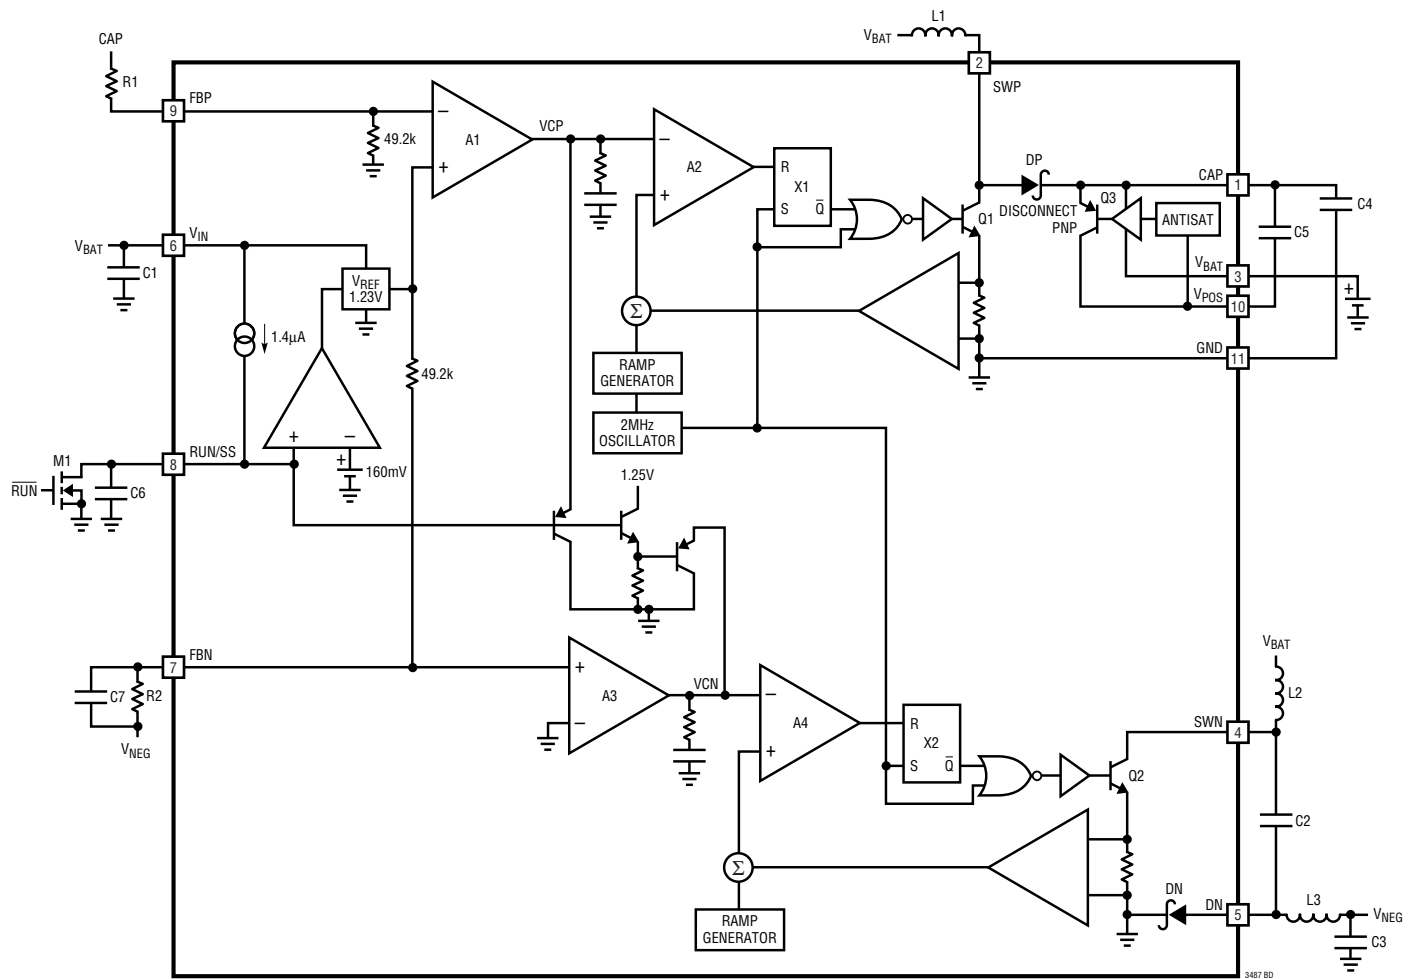 L1
VBAT
2
SWP
CAP
R1
9
FBP
49.2k
−
A1
+
VCP
−
A2
+
R
X1
S
Q̅
Q1
DP
DISCONNECT
PNP
Q3
ANTISAT
CAP
1
C4
C5
VBAT
3
+
VPOS
10
GND
11
VBAT
6
VIN
C1
VREF
1.23V
1.4µA
49.2k
Σ
RAMP
GENERATOR
2MHz
OSCILLATOR
+
−
+
160mV
RUN/SS
8
M1
R̅U̅N̅
C6
1.25V
7
FBN
C7
R2
VNEG
+
A3
−
VCN
−
A4
+
R
X2
S
Q̅
Q2
VBAT
L2
SWN
4
C2
Σ
RAMP
GENERATOR
DN
DN
5
L3
VNEG
C3
3487 BD